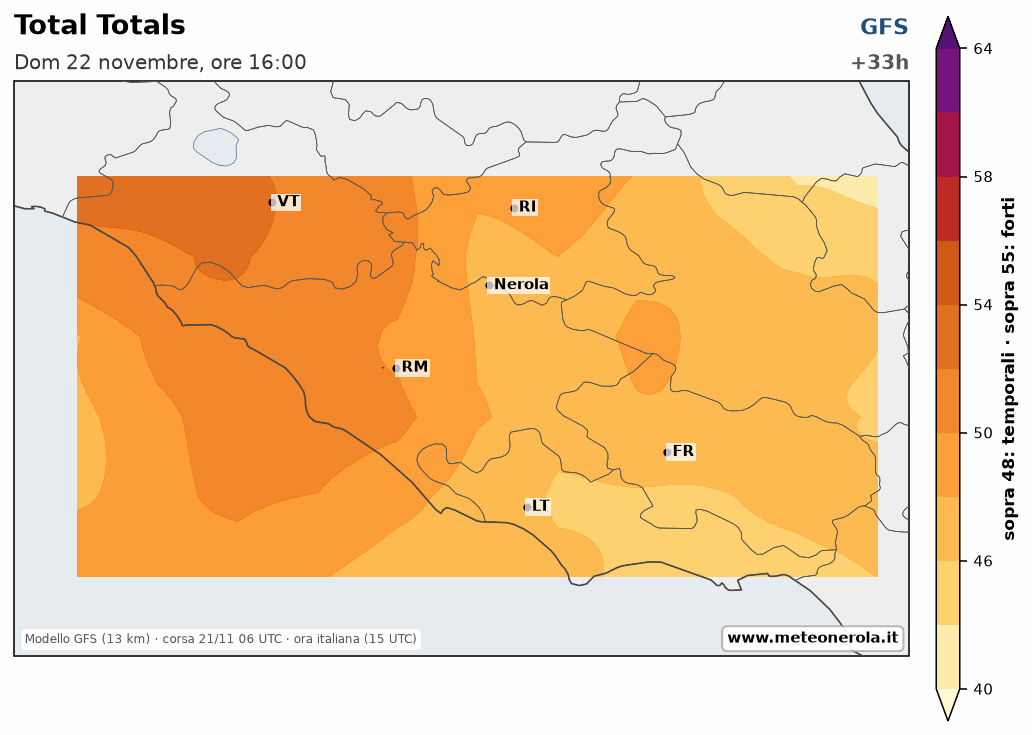 Total Totals
GFS
Dom 22 novembre, ore 16:00
+33h
VT
RI
Nerola
RM
FR
LT
Modello GFS (13 km) · corsa 21/11 06 UTC · ora italiana (15 UTC)
www.meteonerola.it
64
58
54
50
46
40
sopra 48: temporali · sopra 55: forti